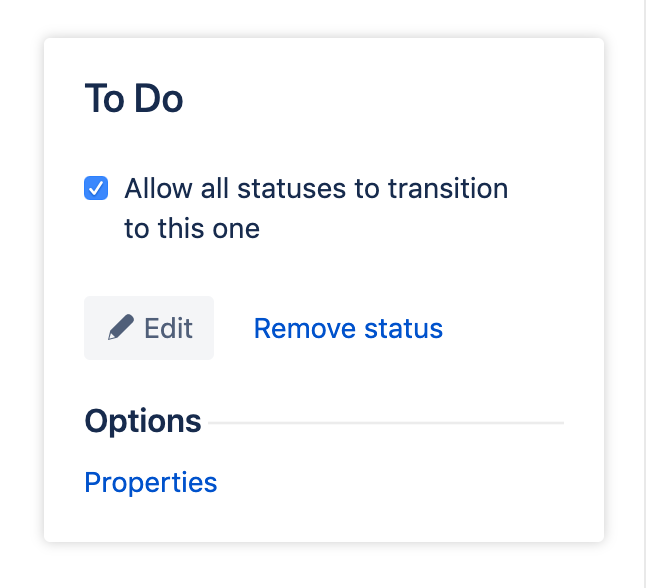 To Do
Allow all statuses to transition
to this one
Edit
Remove status
Options
Properties